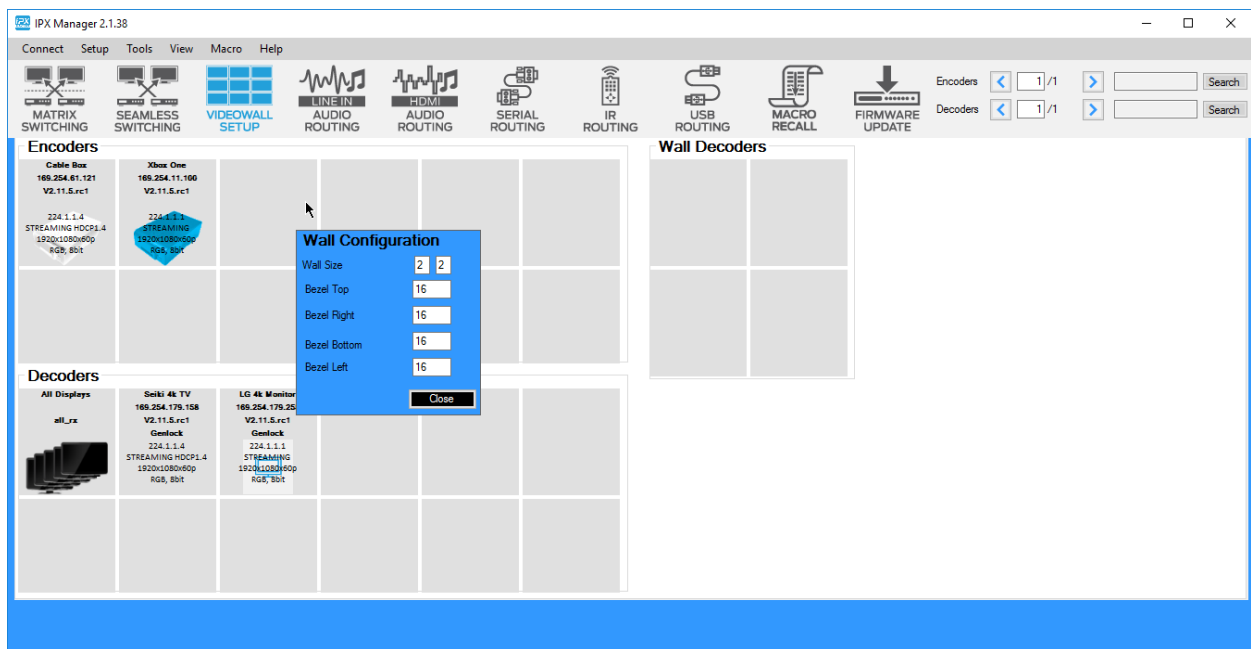 IPX Manager 2.1.38
Connect Setup Tools View Macro Help
MATRIX SWITCHING
SEAMLESS SWITCHING
VIDEOWALL SETUP
LINE IN
AUDIO ROUTING
HDMI
AUDIO ROUTING
SERIAL ROUTING
IR ROUTING
USB ROUTING
MACRO RECALL
FIRMWARE UPDATE
Encoders 1 /1 Search
Decoders 1 /1 Search
Encoders
Cable Box
169.254.61.121
V2.11.5.rc1
224.1.1.4
STREAMING HDCP1.4
1920x1080x60p
RGB, 8bit
Xbox One
169.254.11.100
V2.11.5.rc1
224.1.1.1
STREAMING
1920x1080x60p
RGB, 8bit
Wall Decoders
Wall Configuration
Wall Size 2 2
Bezel Top 16
Bezel Right 16
Bezel Bottom 16
Bezel Left 16
Close
Decoders
All Displays
all_rx
Seiki 4k TV
169.254.179.158
V2.11.5.rc1
Genlock
224.1.1.4
STREAMING HDCP1.4
1920x1080x60p
RGB, 8bit
LG 4k Monitor
169.254.179.25
V2.11.5.rc1
Genlock
224.1.1.1
STREAMING
1920x1080x60p
RGB, 8bit